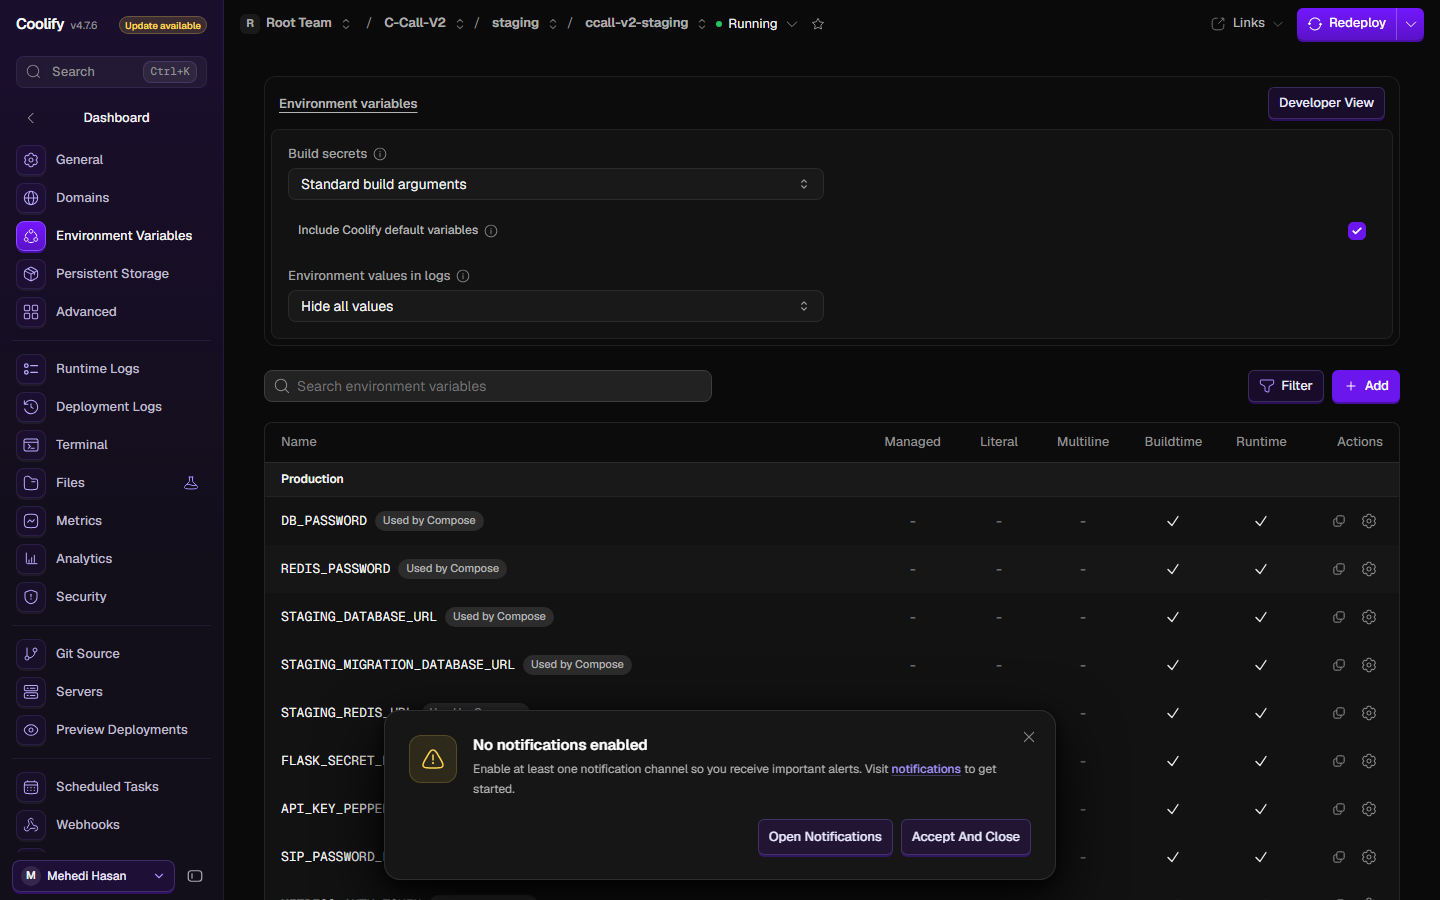 Coolify v4.7.6 Update available
R Root Team / C-Call-V2 / staging / ccall-v2-staging Running
Links Redeploy
Search Ctrl+K
Dashboard
General
Domains
Environment Variables
Persistent Storage
Advanced
Runtime Logs
Deployment Logs
Terminal
Files
Metrics
Analytics
Security
Git Source
Servers
Preview Deployments
Scheduled Tasks
Webhooks
M Mehedi Hasan
Environment variables
Developer View
Build secrets
Standard build arguments
Include Coolify default variables
Environment values in logs
Hide all values
Search environment variables
Filter
+ Add
Name Managed Literal Multiline Buildtime Runtime Actions
Production
DB_PASSWORD Used by Compose - - -
REDIS_PASSWORD Used by Compose - - -
STAGING_DATABASE_URL Used by Compose - - -
STAGING_MIGRATION_DATABASE_URL Used by Compose - - -
STAGING_REDIS_ -
FLASK_SECRET_ -
API_KEY_PEPPE -
SIP_PASSWORD_ -
No notifications enabled
Enable at least one notification channel so you receive important alerts. Visit notifications to get
started.
Open Notifications
Accept And Close